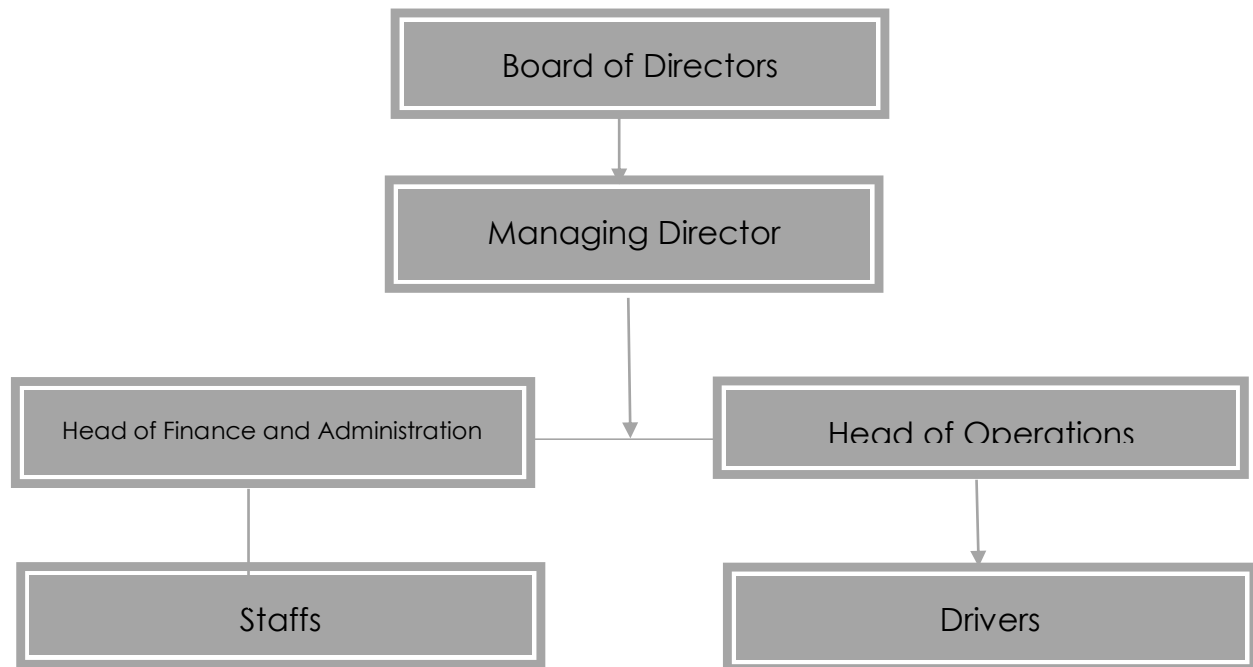 Board of Directors
Managing Director
Head of Finance and Administration
Head of Operations
Staffs
Drivers